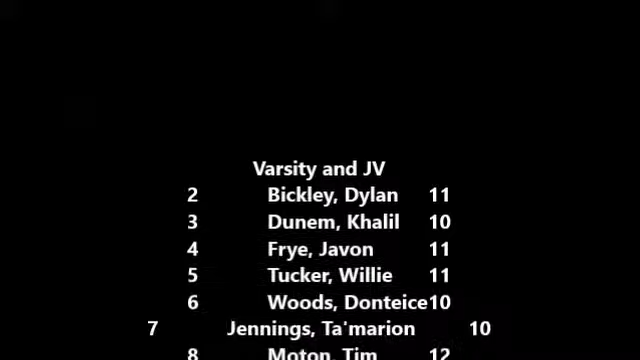 Varsity and JV
2 Bickley, Dylan 11
3 Dunem, Khalil 10
4 Frye, Javon 11
5 Tucker, Willie 11
6 Woods, Donteice10
7 Jennings, Ta'marion 10
8 Moton, Tim 12